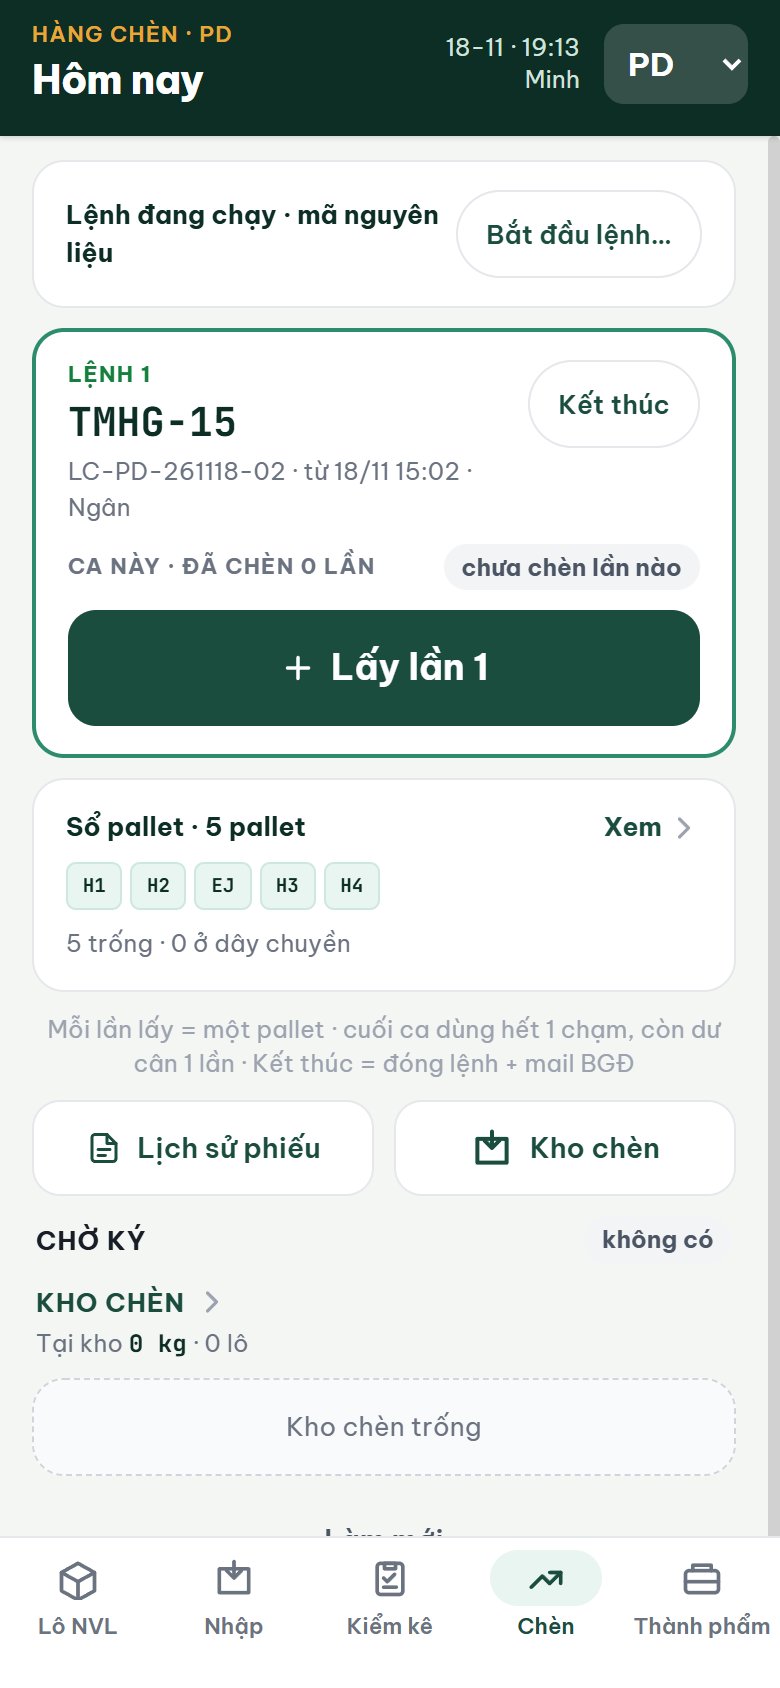 HÀNG CHÈN · PD
Hôm nay
18-11 · 19:13
Minh
PD
Lệnh đang chạy · mã nguyên
liệu
Bắt đầu lệnh...
LỆNH 1
TMHG-15
Kết thúc
LC-PD-261118-02 · từ 18/11 15:02 ·
Ngân
CA NÀY · ĐÃ CHÈN 0 LẦN
chưa chèn lần nào
+ Lấy lần 1
Sổ pallet · 5 pallet
Xem
H1 H2 EJ H3 H4
5 trống · 0 ở dây chuyền
Mỗi lần lấy = một pallet · cuối ca dùng hết 1 chạm, còn dư
cân 1 lần · Kết thúc = đóng lệnh + mail BGĐ
Lịch sử phiếu
Kho chèn
CHỜ KÝ
không có
KHO CHÈN
Tại kho 0 kg · 0 lô
Kho chèn trống
Làm mới
Lô NVL
Nhập
Kiểm kê
Chèn
Thành phẩm